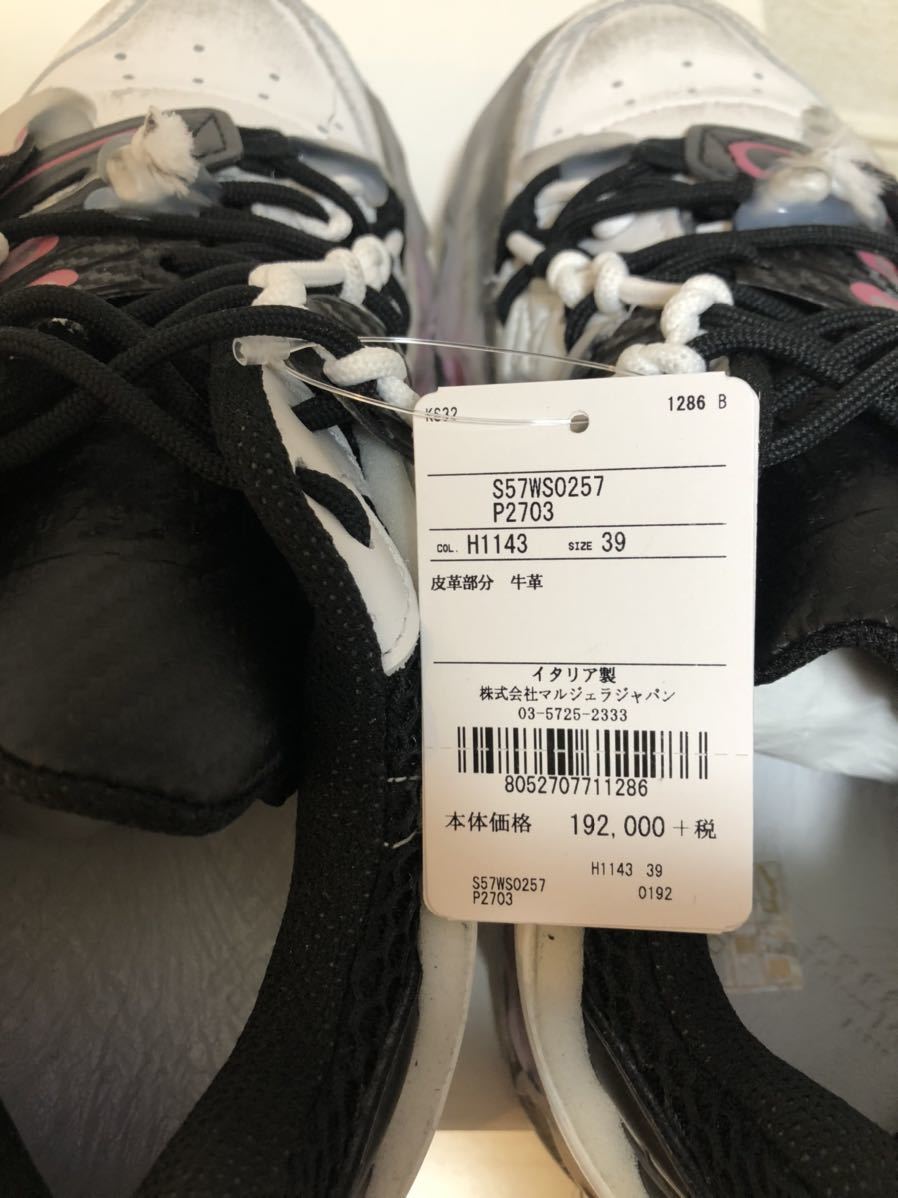 KS33 1286 B
S57WS0257
P2703
COL. H1143 SIZE 39
皮革部分 牛革
イタリア製
株式会社マルジェラジャパン
03-5725-2333
8052707711286
本体価格 192,000 +税
H1143 39
S57WS0257
P2703 0192